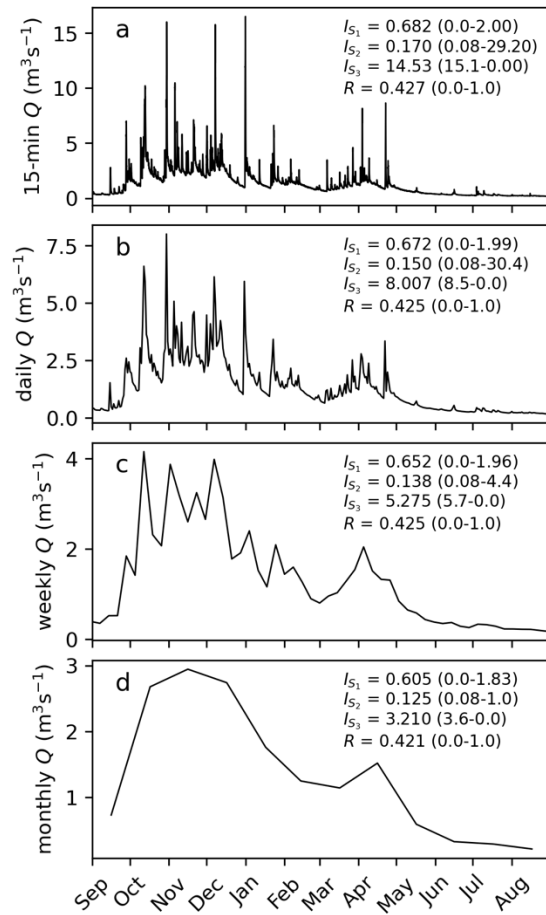 a
I_S1 = 0.682 (0.0-2.00)
I_S2 = 0.170 (0.08-29.20)
I_S3 = 14.53 (15.1-0.00)
R = 0.427 (0.0-1.0)
15-min Q (m³s⁻¹)
15
10
5
0
b
I_S1 = 0.672 (0.0-1.99)
I_S2 = 0.150 (0.08-30.4)
I_S3 = 8.007 (8.5-0.0)
R = 0.425 (0.0-1.0)
daily Q (m³s⁻¹)
7.5
5.0
2.5
0.0
c
I_S1 = 0.652 (0.0-1.96)
I_S2 = 0.138 (0.08-4.4)
I_S3 = 5.275 (5.7-0.0)
R = 0.425 (0.0-1.0)
weekly Q (m³s⁻¹)
4
2
0
d
I_S1 = 0.605 (0.0-1.83)
I_S2 = 0.125 (0.08-1.0)
I_S3 = 3.210 (3.6-0.0)
R = 0.421 (0.0-1.0)
monthly Q (m³s⁻¹)
3
2
1
Sep Oct Nov Dec Jan Feb Mar Apr May Jun Jul Aug